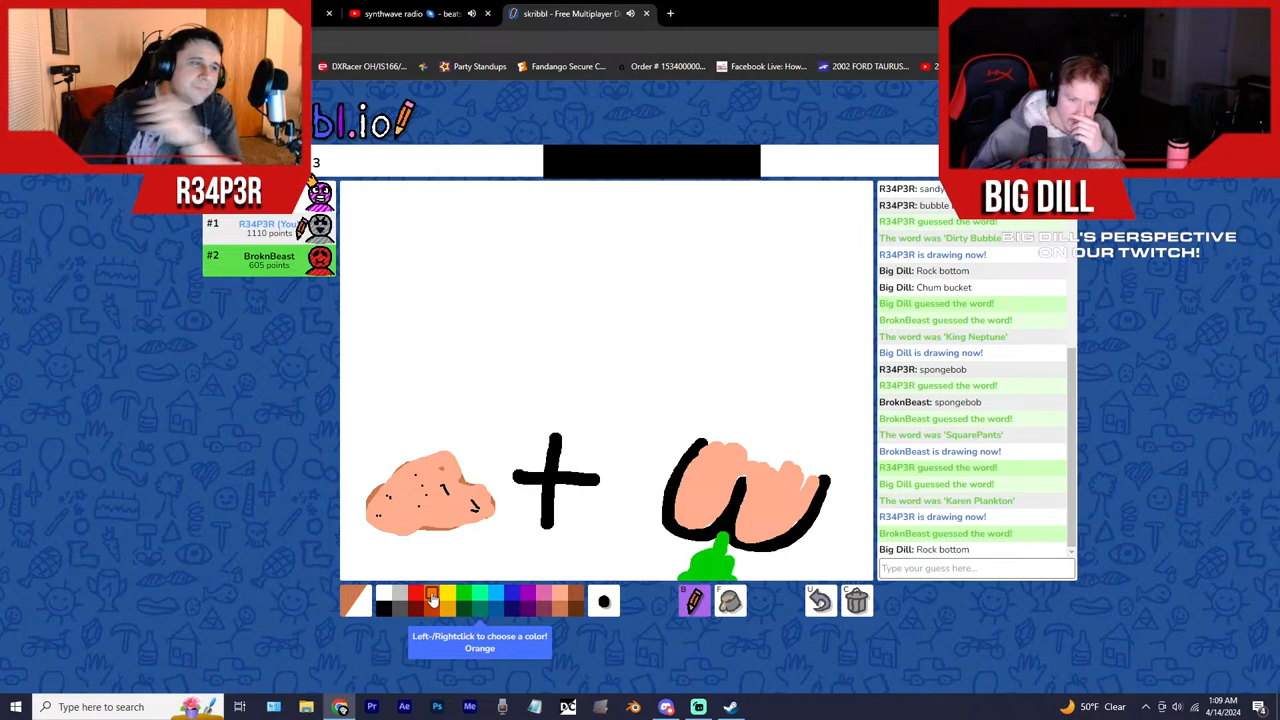 synthwave radio - beats
skribbl - Free Multiplayer D
DXRacer OH/IS166/...
Party Standups
Fandango Secure C...
Order # 153400000...
Facebook Live: How...
2002 FORD TAURUS...
2
bl.io
3
R34P3R
BIG DILL
BIG DILL'S PERSPECTIVE
ON OUR TWITCH!
#1
R34P3R (You
1110 points
#2
BroknBeast
605 points
R34P3R: sandy
R34P3R: bubble
R34P3R guessed the word!
The word was 'Dirty Bubble
R34P3R is drawing now!
Big Dill: Rock bottom
Big Dill: Chum bucket
Big Dill guessed the word!
BroknBeast guessed the word!
The word was 'King Neptune'
Big Dill is drawing now!
R34P3R: spongebob
R34P3R guessed the word!
BroknBeast: spongebob
BroknBeast guessed the word!
The word was 'SquarePants'
BroknBeast is drawing now!
R34P3R guessed the word!
Big Dill guessed the word!
The word was 'Karen Plankton'
R34P3R is drawing now!
BroknBeast guessed the word!
Big Dill: Rock bottom
Type your guess here...
B
F
U
C
Left-/Rightclick to choose a color!
Orange
Type here to search
Pr
Ae
Ps
Me
DC
50°F Clear
1:09 AM
4/14/2024
4